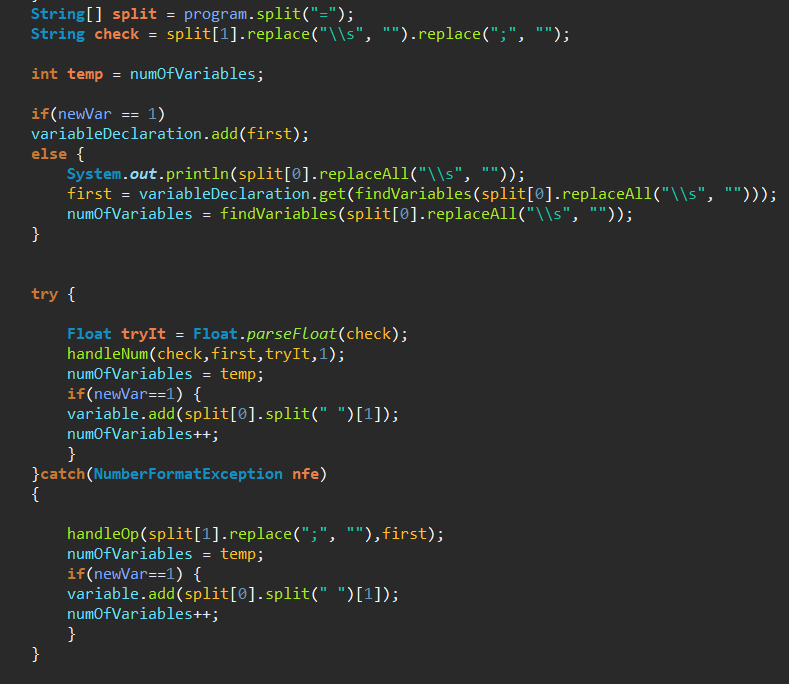 String[] split = program.split("=");
String check = split[1].replace("\\s", "").replace(";", "");
int temp = numOfVariables;
if(newVar == 1)
variableDeclaration.add(first);
else {
System.out.println(split[0].replaceAll("\\s", ""));
first = variableDeclaration.get(findVariables(split[0].replaceAll("\\s", "")));
numOfVariables = findVariables(split[0].replaceAll("\\s", ""));
}
try {
Float tryIt = Float.parseFloat(check);
handleNum(check,first,tryIt,1);
numOfVariables = temp;
if(newVar==1) {
variable.add(split[0].split(" ")[1]);
numOfVariables++;
}
}catch(NumberFormatException nfe)
{
handleOp(split[1].replace(";", ""),first);
numOfVariables = temp;
if(newVar==1) {
variable.add(split[0].split(" ")[1]);
numOfVariables++;
}
}